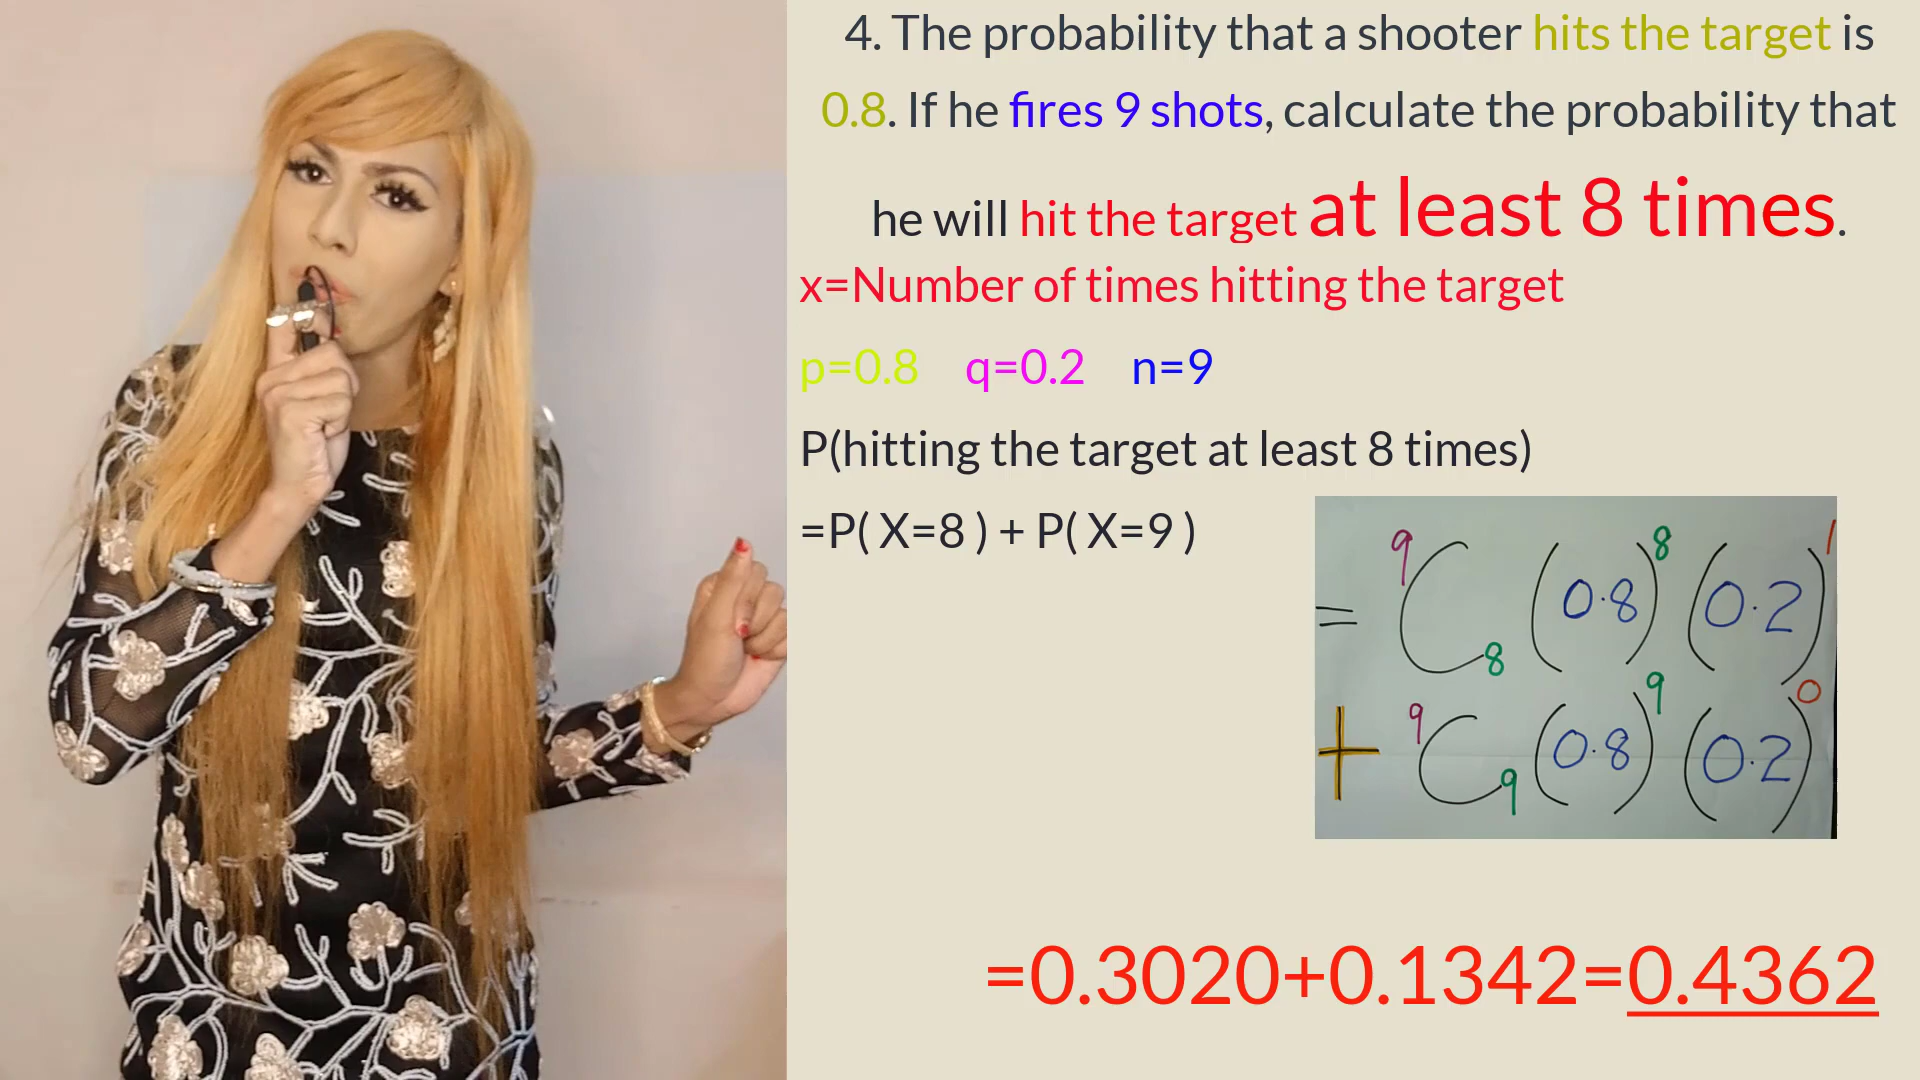 4. The probability that a shooter hits the target is
0.8. If he fires 9 shots, calculate the probability that
he will hit the target at least 8 times.
x=Number of times hitting the target
p=0.8 q=0.2 n=9
P(hitting the target at least 8 times)
=P( X=8 ) + P( X=9 )
= ⁹C₈ (0.8)⁸ (0.2)¹
+ ⁹C₉ (0.8)⁹ (0.2)⁰
=0.3020+0.1342=0.4362